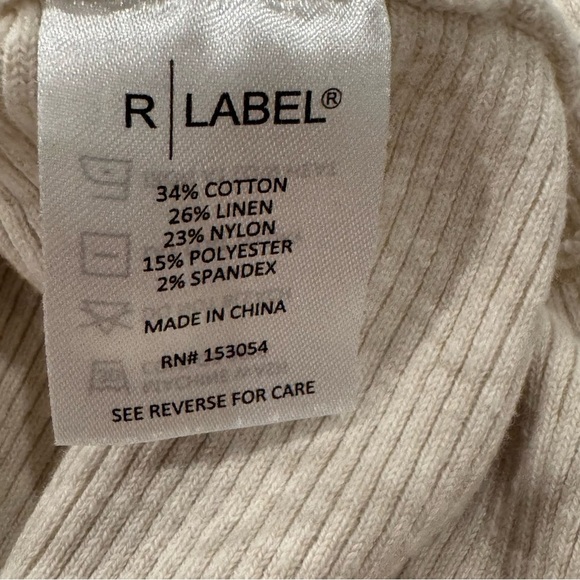 R | LABEL®
34% COTTON
26% LINEN
23% NYLON
15% POLYESTER
2% SPANDEX
MADE IN CHINA
RN# 153054
SEE REVERSE FOR CARE